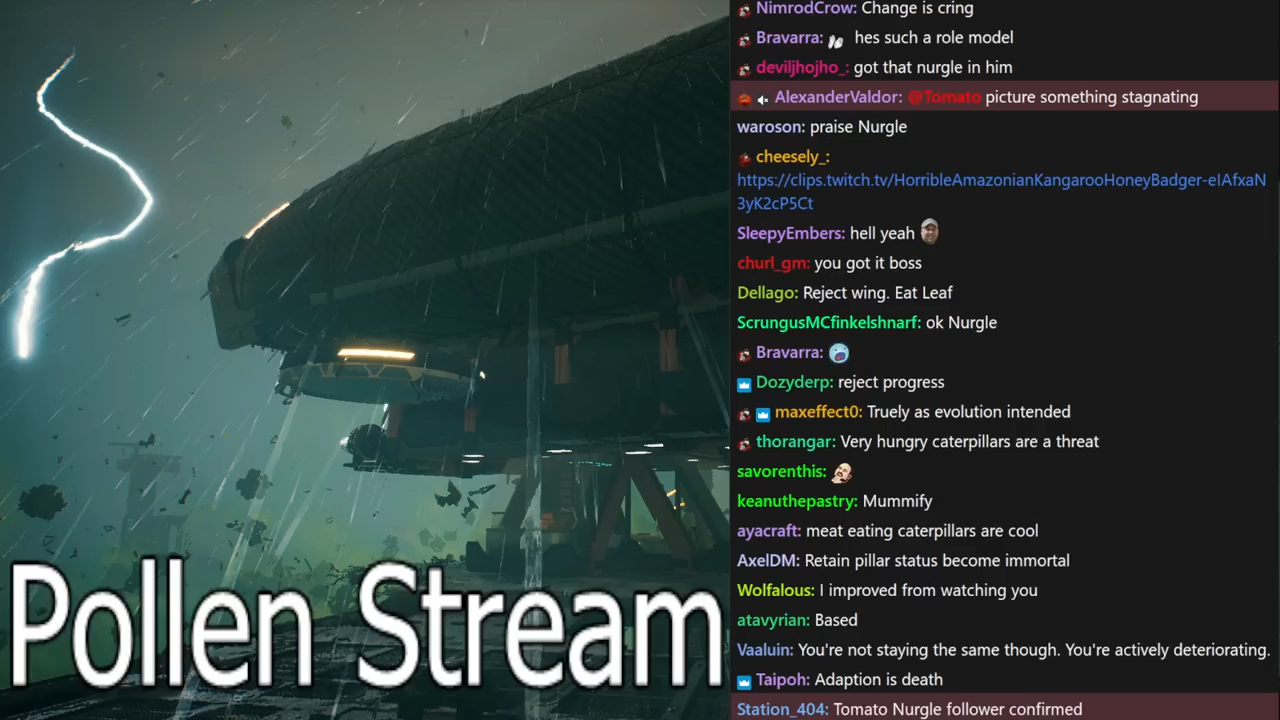 NimrodCrow: Change is cring
Bravarra: hes such a role model
deviljhojho_: got that nurgle in him
AlexanderValdor: @Tomato picture something stagnating
waroson: praise Nurgle
cheesely_:
https://clips.twitch.tv/HorribleAmazonianKangarooHoneyBadger-eIAfxaN
3yK2cP5Ct
SleepyEmbers: hell yeah
churl_gm: you got it boss
Dellago: Reject wing. Eat Leaf
ScrungusMCfinkelshnarf: ok Nurgle
Bravarra:
Dozyderp: reject progress
maxeffect0: Truely as evolution intended
thorangar: Very hungry caterpillars are a threat
savorenthis:
keanuthepastry: Mummify
ayacraft: meat eating caterpillars are cool
AxelDM: Retain pillar status become immortal
Wolfalous: I improved from watching you
atavyrian: Based
Vaaluin: You're not staying the same though. You're actively deteriorating.
Taipoh: Adaption is death
Station_404: Tomato Nurgle follower confirmed
Pollen Stream